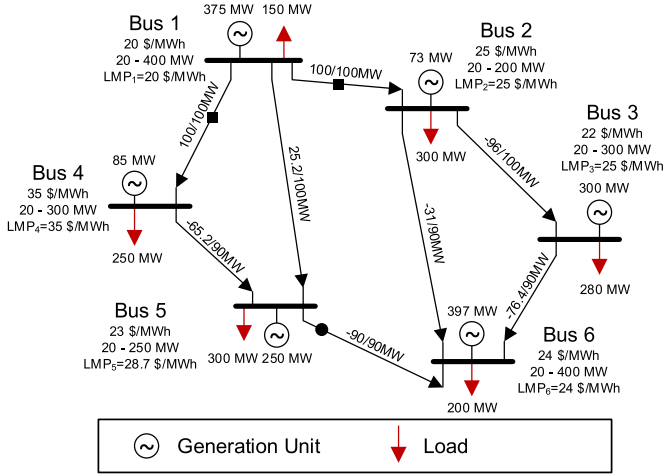 Bus 1
375 MW
150 MW
20 $/MWh
20 - 400 MW
LMP1=20 $/MWh
100/100MW
Bus 2
73 MW
25 $/MWh
20 - 200 MW
LMP2=25 $/MWh
300 MW
Bus 3
22 $/MWh
20 - 300 MW
LMP3=25 $/MWh
300 MW
280 MW
-96/100MW
100/100MW
25.2/100MW
-31/90MW
-76.4/90MW
Bus 4
85 MW
35 $/MWh
20 - 300 MW
LMP4=35 $/MWh
250 MW
-65.2/90MW
Bus 5
23 $/MWh
20 - 250 MW
LMP5=28.7 $/MWh
300 MW
250 MW
-90/90MW
397 MW
Bus 6
24 $/MWh
20 - 400 MW
LMP6=24 $/MWh
200 MW
Generation Unit
Load